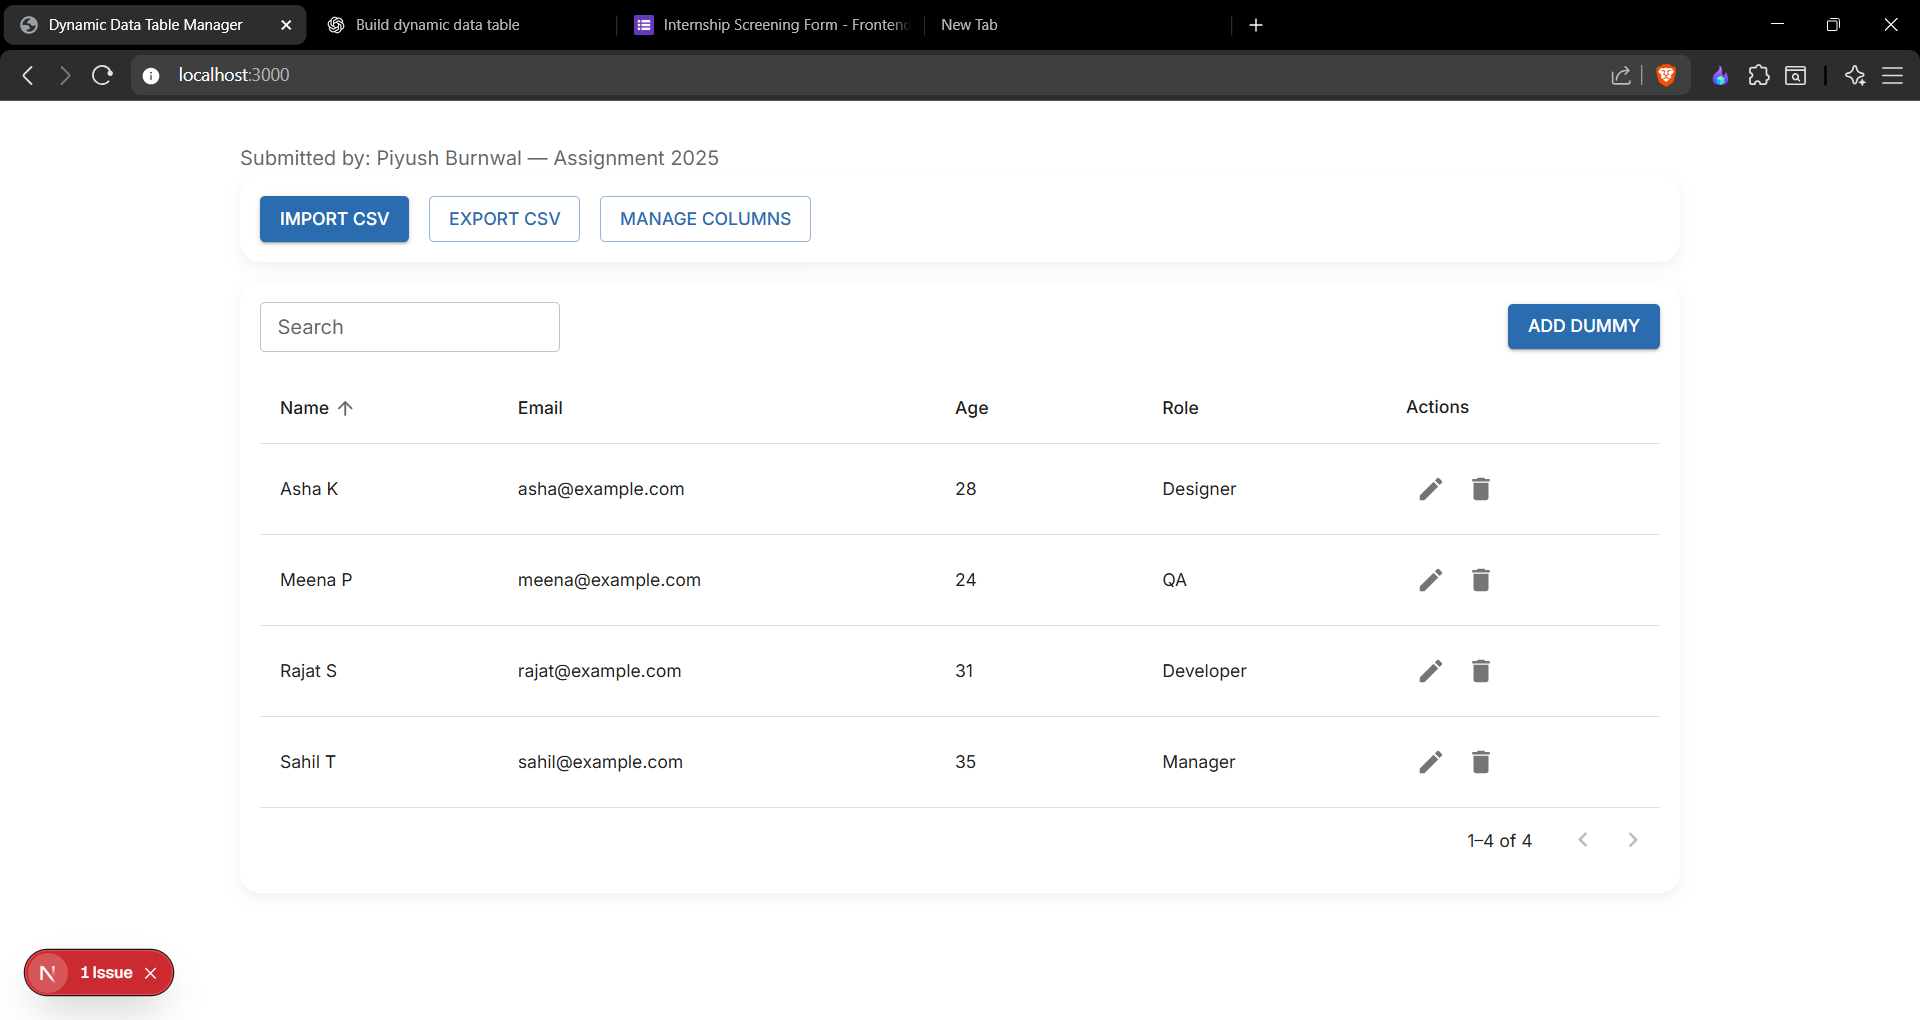 Dynamic Data Table Manager
Build dynamic data table
Internship Screening Form - Frontend
New Tab
localhost:3000
Submitted by: Piyush Burnwal — Assignment 2025
IMPORT CSV EXPORT CSV MANAGE COLUMNS
Search ADD DUMMY
Name Email Age Role Actions
Asha K asha@example.com 28 Designer
Meena P meena@example.com 24 QA
Rajat S rajat@example.com 31 Developer
Sahil T sahil@example.com 35 Manager
1–4 of 4
N 1 Issue